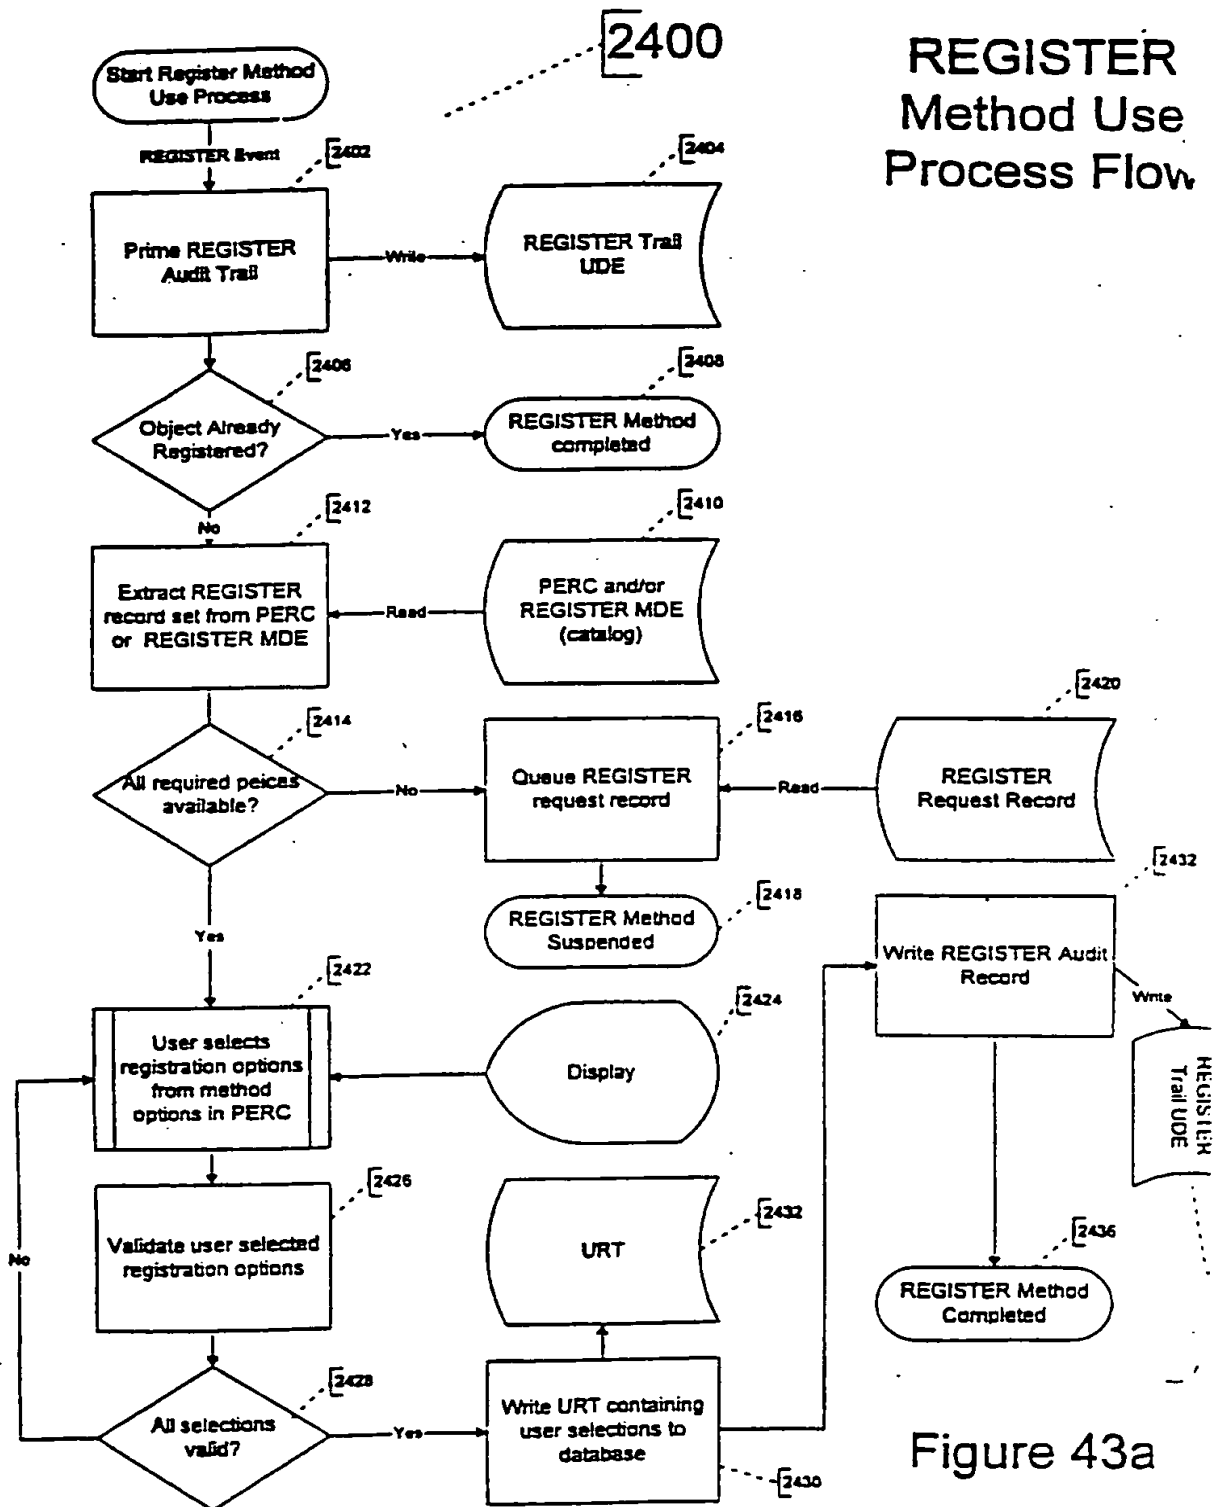 2400
REGISTER
Method Use
Process Flow
Start Register Method
Use Process
REGISTER Event
2402
2404
Prime REGISTER
Audit Trail
Write
REGISTER Trail
UDE
2406
2408
Object Already
Registered?
Yes
REGISTER Method
completed
No
2412
2410
Extract REGISTER
record set from PERC
or REGISTER MDE
Read
PERC and/or
REGISTER MDE
(catalog)
2414
2416
2420
All required peices
available?
No
Queue REGISTER
request record
Read
REGISTER
Request Record
2418
REGISTER Method
Suspended
2432
Write REGISTER Audit
Record
Write
REGISTER
Trail UDE
Yes
2422
2424
User selects
registration options
from method
options in PERC
Display
2426
2432
Validate user selected
registration options
URT
No
2436
REGISTER Method
Completed
2428
All selections
valid?
Yes
Write URT containing
user selections to
database
2430
Figure 43a